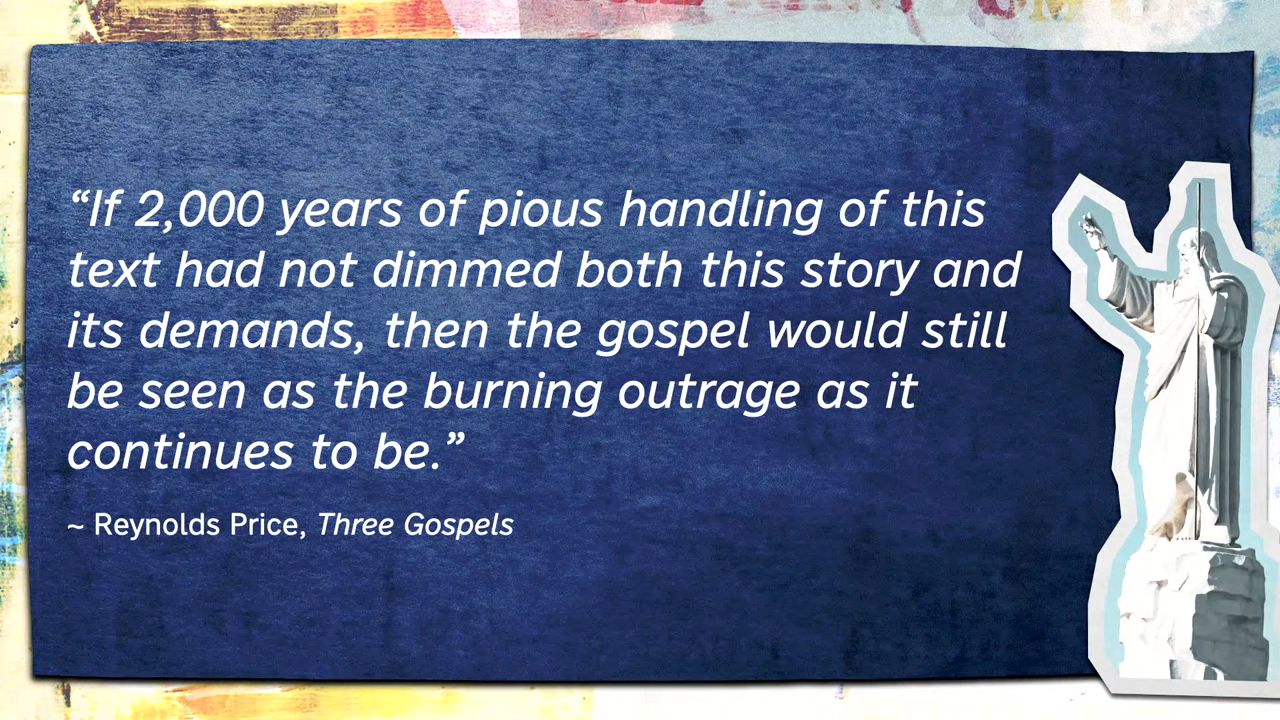 “If 2,000 years of pious handling of this
text had not dimmed both this story and
its demands, then the gospel would still
be seen as the burning outrage as it
continues to be.”
~ Reynolds Price, Three Gospels